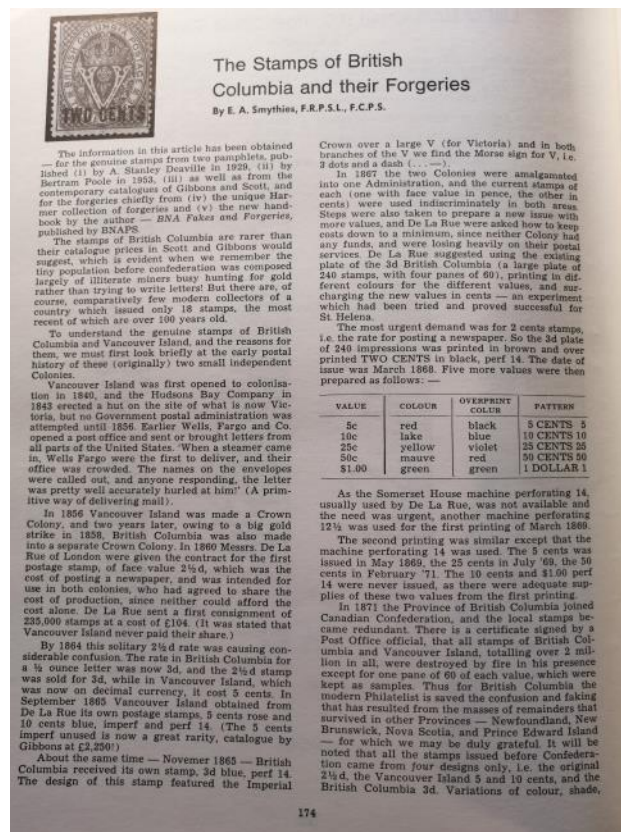 BRITISH COLUMBIA POSTAGE
V
TWO CENTS
The Stamps of British
Columbia and their Forgeries
By E. A. Smythies, F.R.P.S.L., F.C.P.S.
The information in this article has been obtained
— for the genuine stamps from two pamphlets, pub-
lished (i) by A. Stanley Deaville in 1929, (ii) by
Bertram Poole in 1953, (iii) as well as from the
contemporary catalogues of Gibbons and Scott, and
for the forgeries chiefly from (iv) the unique Har-
mer collection of forgeries and (v) the new hand-
book by the author — BNA Fakes and Forgeries,
published by BNAPS.
The stamps of British Columbia are rarer than
their catalogue prices in Scott and Gibbons would
suggest, which is evident when we remember the
tiny population before confederation was composed
largely of illiterate miners busy hunting for gold
rather than trying to write letters! But there are, of
course, comparatively few modern collectors of a
country which issued only 18 stamps, the most
recent of which are over 100 years old.
To understand the genuine stamps of British
Columbia and Vancouver Island, and the reasons for
them, we must first look briefly at the early postal
history of these (originally) two small independent
Colonies.
Vancouver Island was first opened to colonisa-
tion in 1840, and the Hudsons Bay Company in
1843 erected a hut on the site of what is now Vic-
toria, but no Government postal administration was
attempted until 1856. Earlier Wells, Fargo and Co.
opened a post office and sent or brought letters from
all parts of the United States. 'When a steamer came
in, Wells Fargo were the first to deliver, and their
office was crowded. The names on the envelopes
were called out, and anyone responding, the letter
was pretty well accurately hurled at him!' (A prim-
itive way of delivering mail).
In 1856 Vancouver Island was made a Crown
Colony, and two years later, owing to a big gold
strike in 1858, British Columbia was also made
into a separate Crown Colony. In 1860 Messrs. De La
Rue of London were given the contract for the first
postage stamp, of face value 2½d, which was the
cost of posting a newspaper, and was intended for
use in both colonies, who had agreed to share the
cost of production, since neither could afford the
cost alone. De La Rue sent a first consignment of
235,000 stamps at a cost of £104. (It was stated that
Vancouver Island never paid their share.)
By 1864 this solitary 2½d rate was causing con-
siderable confusion. The rate in British Columbia for
a ½ ounce letter was now 3d, and the 2½d stamp
was sold for 3d, while in Vancouver Island, which
was now on decimal currency, it cost 5 cents. In
September 1865 Vancouver Island obtained from
De La Rue its own postage stamps, 5 cents rose and
10 cents blue, imperf and perf 14. (The 5 cents
imperf unused is now a great rarity, catalogue by
Gibbons at £2,250!)
About the same time — Novemer 1865 — British
Columbia received its own stamp, 3d blue, perf 14.
The design of this stamp featured the Imperial
Crown over a large V (for Victoria) and in both
branches of the V we find the Morse sign for V, i.e.
3 dots and a dash (. . . —).
In 1867 the two Colonies were amalgamated
into one Administration, and the current stamps of
each (one with face value in pence, the other in
cents) were used indiscriminately in both areas.
Steps were also taken to prepare a new issue with
more values, and De La Rue were asked how to keep
costs down to a minimum, since neither Colony had
any funds, and were losing heavily on their postal
services. De La Rue suggested using the existing
plate of the 3d British Columbia (a large plate of
240 stamps, with four panes of 60), printing in dif-
ferent colours for the different values, and sur-
charging the new values in cents — an experiment
which had been tried and proved successful for
St. Helena.
The most urgent demand was for 2 cents stamps,
i.e. the rate for posting a newspaper. So the 3d plate
of 240 impressions was printed in brown and over
printed TWO CENTS in black, perf 14. The date of
issue was March 1868. Five more values were then
prepared as follows: —
VALUE COLOUR OVERPRINT COLUR PATTERN
5c red black 5 CENTS 5
10c lake blue 10 CENTS 10
25c yellow violet 25 CENTS 25
50c mauve red 50 CENTS 50
$1.00 green green 1 DOLLAR 1
As the Somerset House machine perforating 14,
usually used by De La Rue, was not available and
the need was urgent, another machine perforating
12½ was used for the first printing of March 1869.
The second printing was similar except that the
machine perforating 14 was used. The 5 cents was
issued in May 1869, the 25 cents in July '69, the 50
cents in February '71. The 10 cents and $1.00 perf
14 were never issued, as there were adequate sup-
plies of these two values from the first printing.
In 1871 the Province of British Columbia joined
Canadian Confederation, and the local stamps be-
came redundant. There is a certificate signed by a
Post Office official, that all stamps of British Col-
umbia and Vancouver Island, totalling over 2 mil-
lion in all, were destroyed by fire in his presence
except for one pane of 60 of each value, which were
kept as samples. Thus for British Columbia the
modern Philatelist is saved the confusion and faking
that has resulted from the masses of remainders that
survived in other Provinces — Newfoundland, New
Brunswick, Nova Scotia, and Prince Edward Island
— for which we may be duly grateful. It will be
noted that all the stamps issued before Confedera-
tion came from four designs only, i.e. the original
2½d, the Vancouver Island 5 and 10 cents, and the
British Columbia 3d. Variations of colour, shade,
174